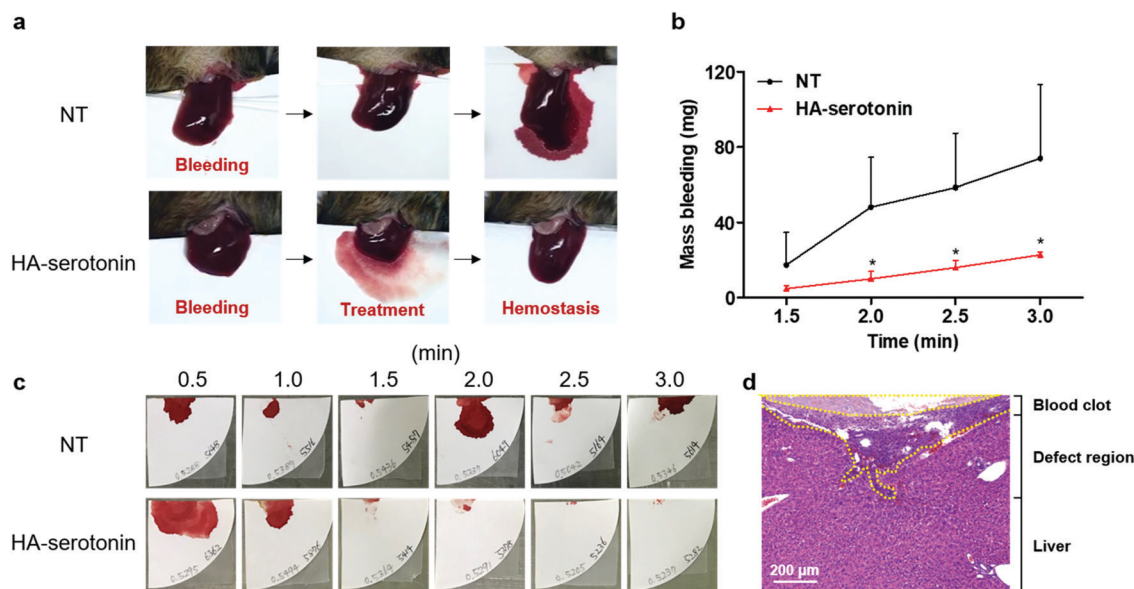 a
NT
Bleeding
HA-serotonin
Bleeding
Treatment
Hemostasis
b
Mass bleeding (mg)
120
80
40
0
NT
HA-serotonin
*
*
*
1.5
2.0
2.5
3.0
Time (min)
c
(min)
0.5
1.0
1.5
2.0
2.5
3.0
NT
HA-serotonin
d
Blood clot
Defect region
Liver
200 μm